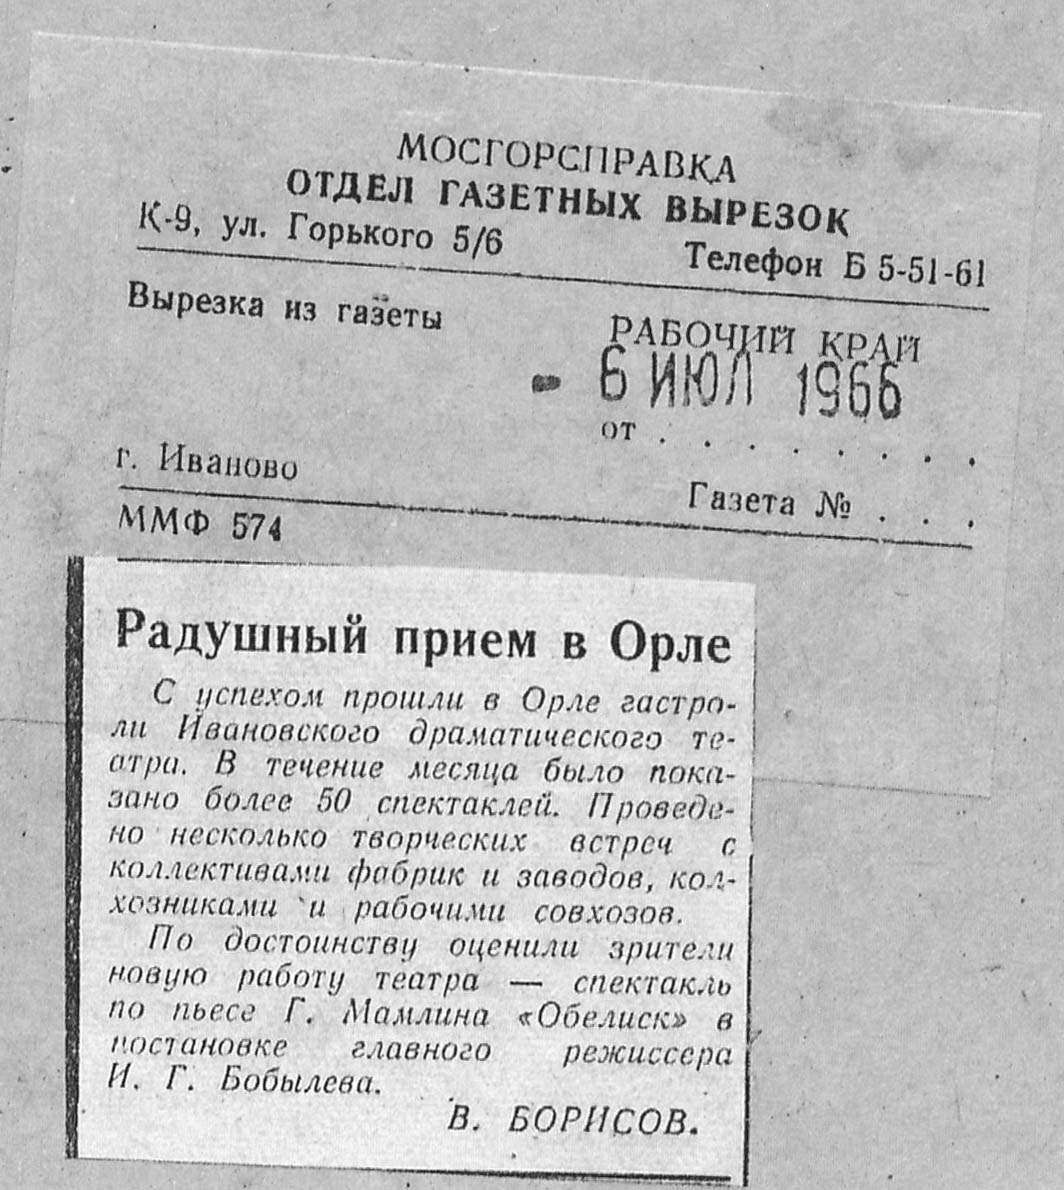 МОСГОРСПРАВКА
ОТДЕЛ ГАЗЕТНЫХ ВЫРЕЗОК
К-9, ул. Горького 5/6 Телефон Б 5-51-61
Вырезка из газеты
РАБОЧИЙ КРАЙ
- 6 ИЮЛ 1966
от . . . . . . . .
г. Иваново
Газета № . . .
ММФ 574
Радушный прием в Орле
С успехом прошли в Орле гастро-
ли Ивановского драматического те-
атра. В течение месяца было пока-
зано более 50 спектаклей. Проведе-
но несколько творческих встреч с
коллективами фабрик и заводов, кол-
хозниками и рабочими совхозов.
По достоинству оценили зрители
новую работу театра — спектакль
по пьесе Г. Мамлина «Обелиск» в
постановке главного режиссера
И. Г. Бобылева.
В. БОРИСОВ.